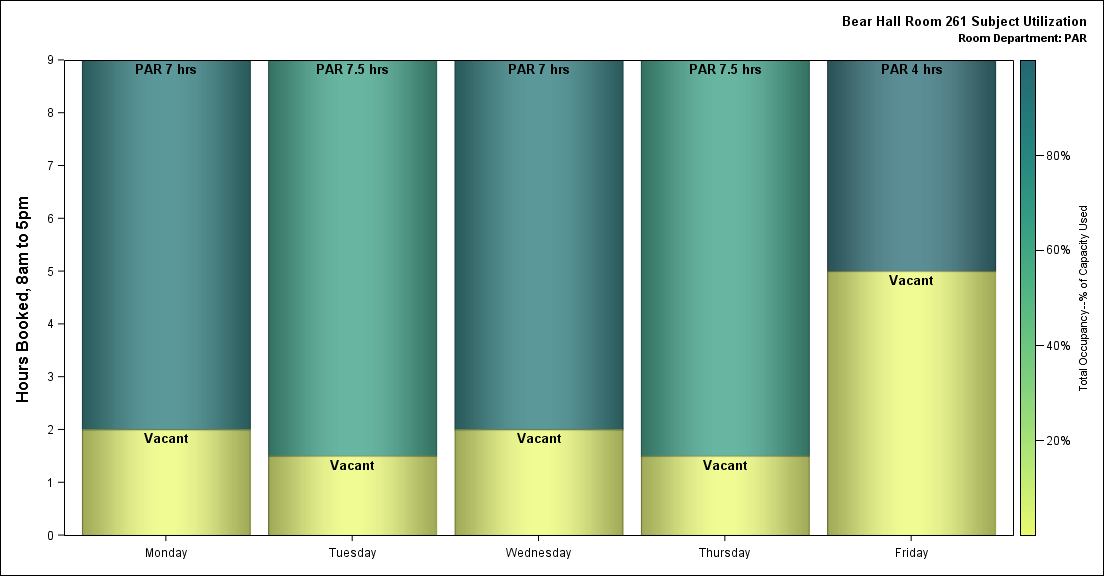 Bear Hall Room 261 Subject Utilization
Room Department: PAR
Hours Booked, 8am to 5pm
9
8
7
6
5
4
3
2
1
0
PAR 7 hrs
PAR 7.5 hrs
PAR 7 hrs
PAR 7.5 hrs
PAR 4 hrs
Vacant
Vacant
Vacant
Vacant
Vacant
Monday
Tuesday
Wednesday
Thursday
Friday
80%
60%
40%
20%
Total Occupancy--% of Capacity Used